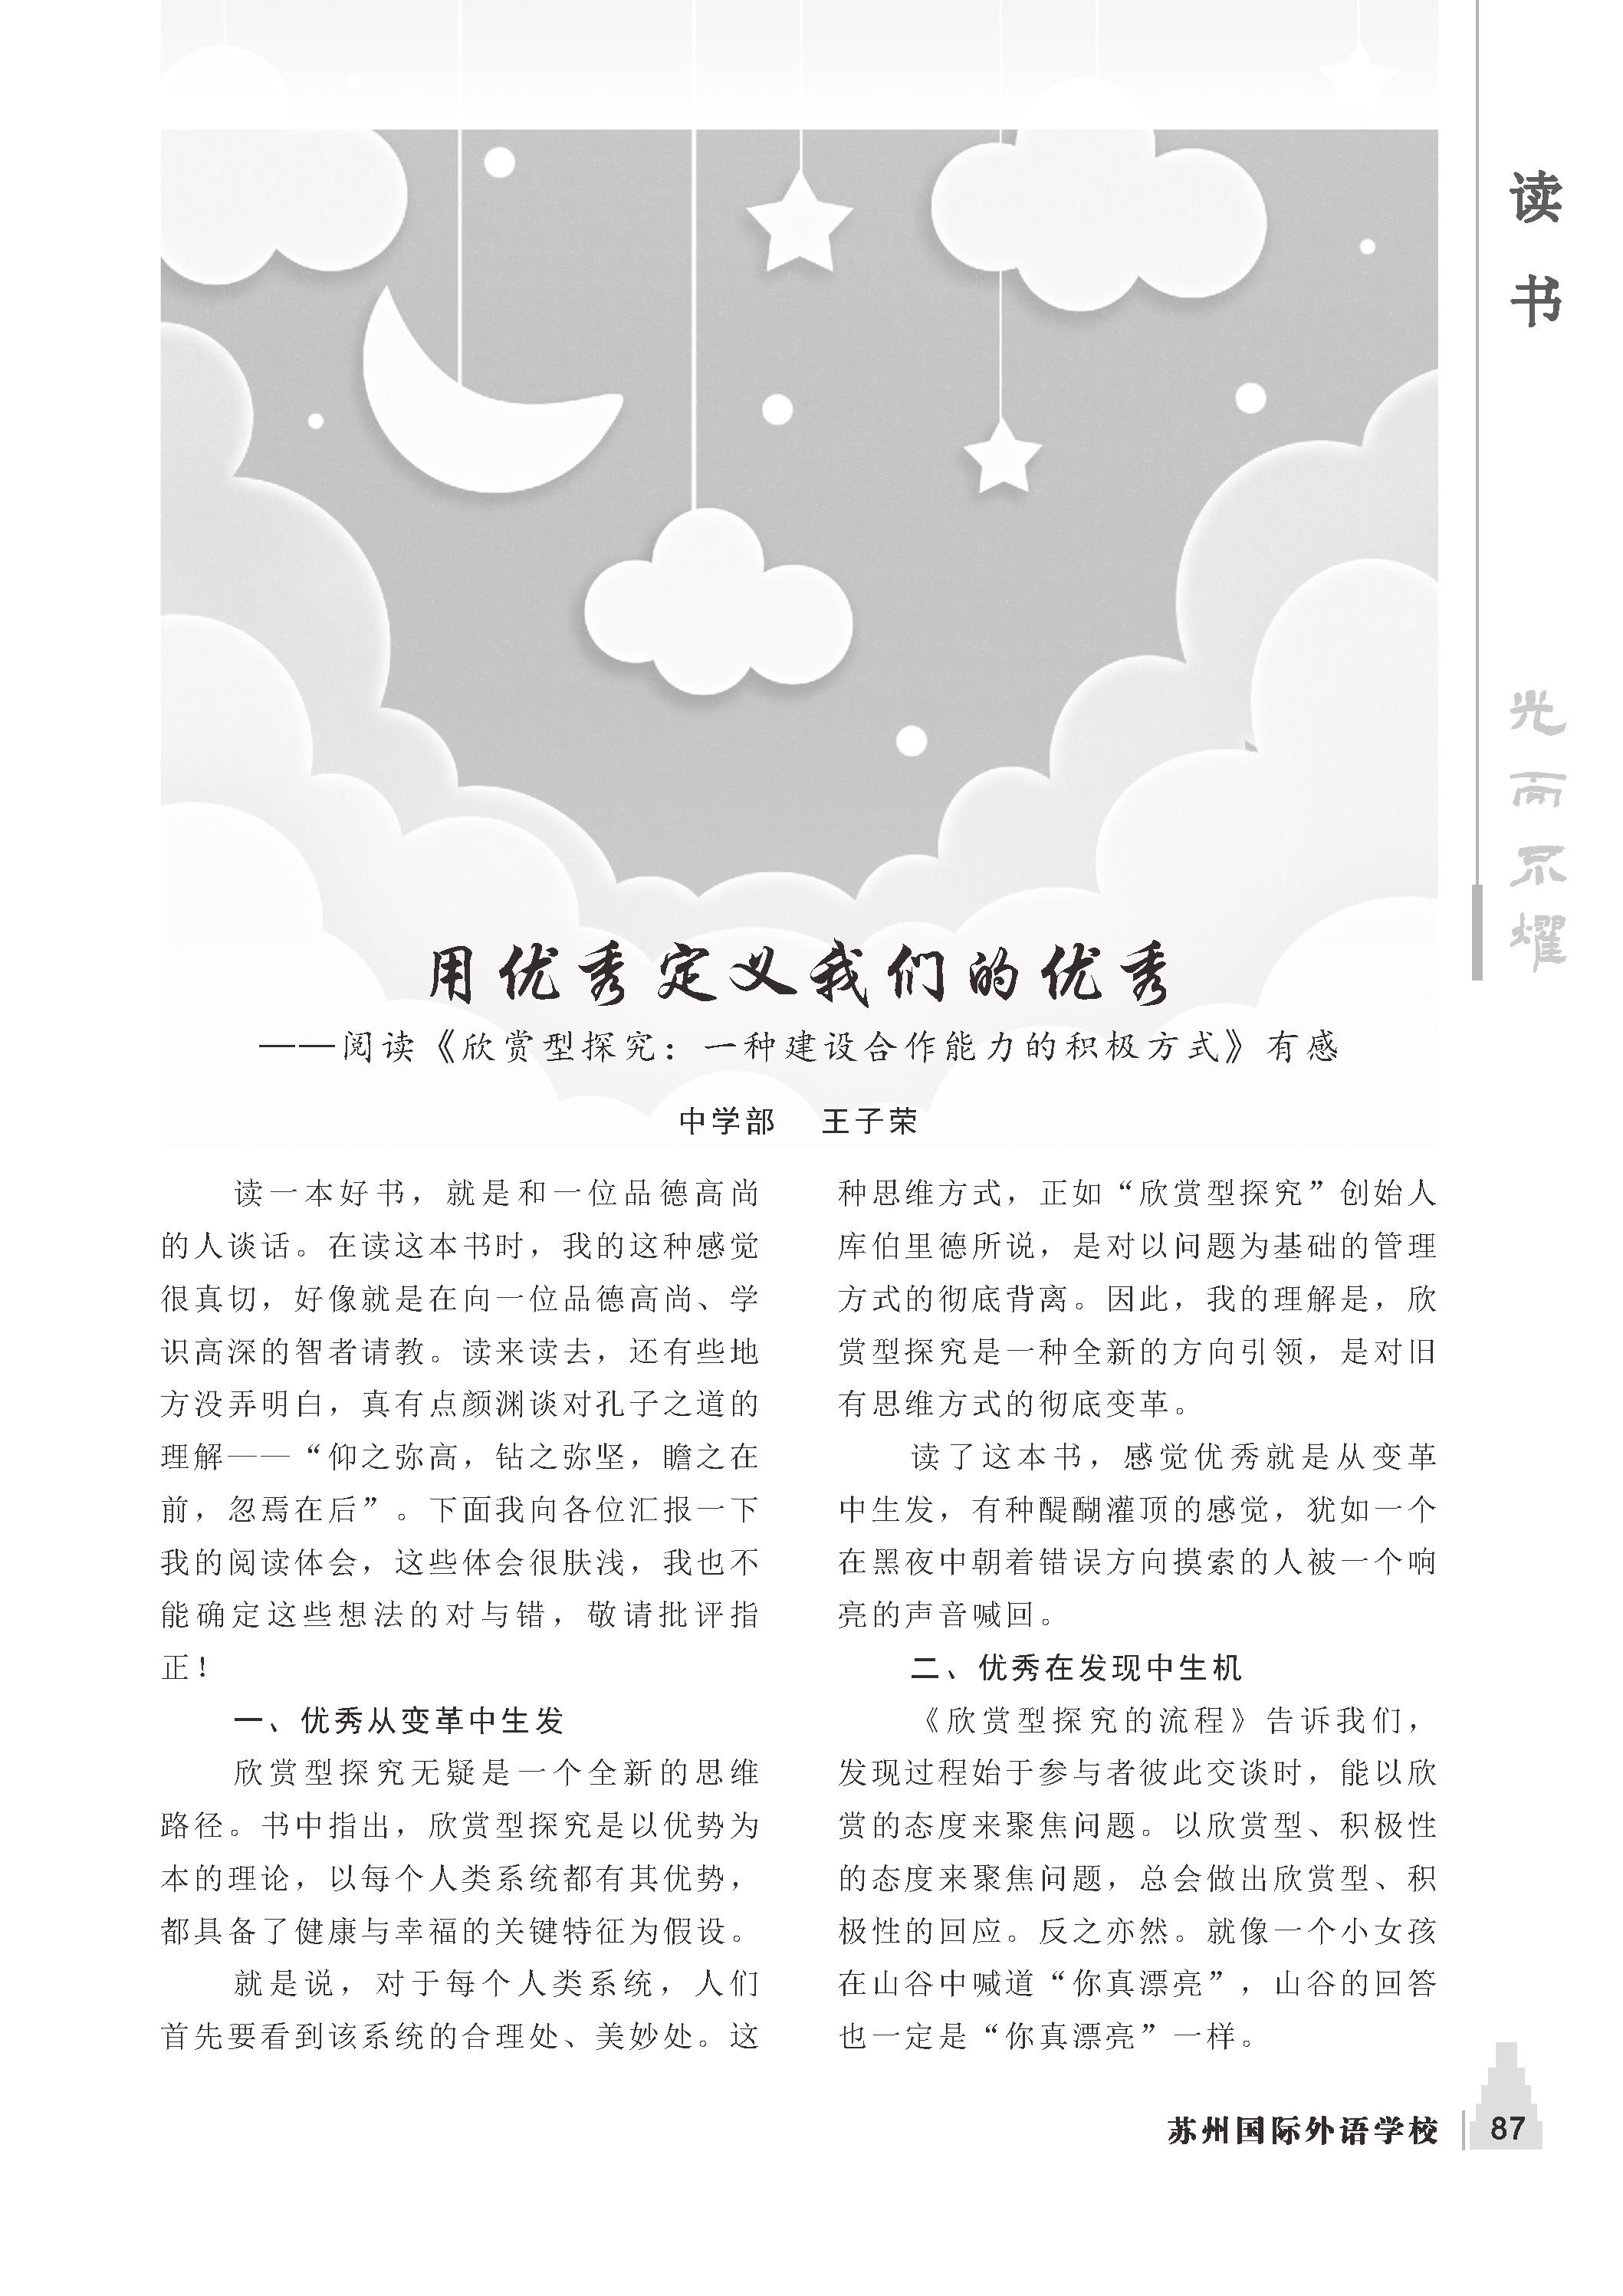 读
书
光
而
不
耀
用优秀定义我们的优秀
——阅读《欣赏型探究：一种建设合作能力的积极方式》有感
中学部 王子荣
读一本好书，就是和一位品德高尚
的人谈话。在读这本书时，我的这种感觉
很真切，好像就是在向一位品德高尚、学
识高深的智者请教。读来读去，还有些地
方没弄明白，真有点颜渊谈对孔子之道的
理解——“仰之弥高，钻之弥坚，瞻之在
前，忽焉在后”。下面我向各位汇报一下
我的阅读体会，这些体会很肤浅，我也不
能确定这些想法的对与错，敬请批评指
正！
一、优秀从变革中生发
欣赏型探究无疑是一个全新的思维
路径。书中指出，欣赏型探究是以优势为
本的理论，以每个人类系统都有其优势，
都具备了健康与幸福的关键特征为假设。
就是说，对于每个人类系统，人们
首先要看到该系统的合理处、美妙处。这
种思维方式，正如“欣赏型探究”创始人
库伯里德所说，是对以问题为基础的管理
方式的彻底背离。因此，我的理解是，欣
赏型探究是一种全新的方向引领，是对旧
有思维方式的彻底变革。
读了这本书，感觉优秀就是从变革
中生发，有种醍醐灌顶的感觉，犹如一个
在黑夜中朝着错误方向摸索的人被一个响
亮的声音喊回。
二、优秀在发现中生机
《欣赏型探究的流程》告诉我们，
发现过程始于参与者彼此交谈时，能以欣
赏的态度来聚焦问题。以欣赏型、积极性
的态度来聚焦问题，总会做出欣赏型、积
极性的回应。反之亦然。就像一个小女孩
在山谷中喊道“你真漂亮”，山谷的回答
也一定是“你真漂亮”一样。
苏州国际外语学校 87